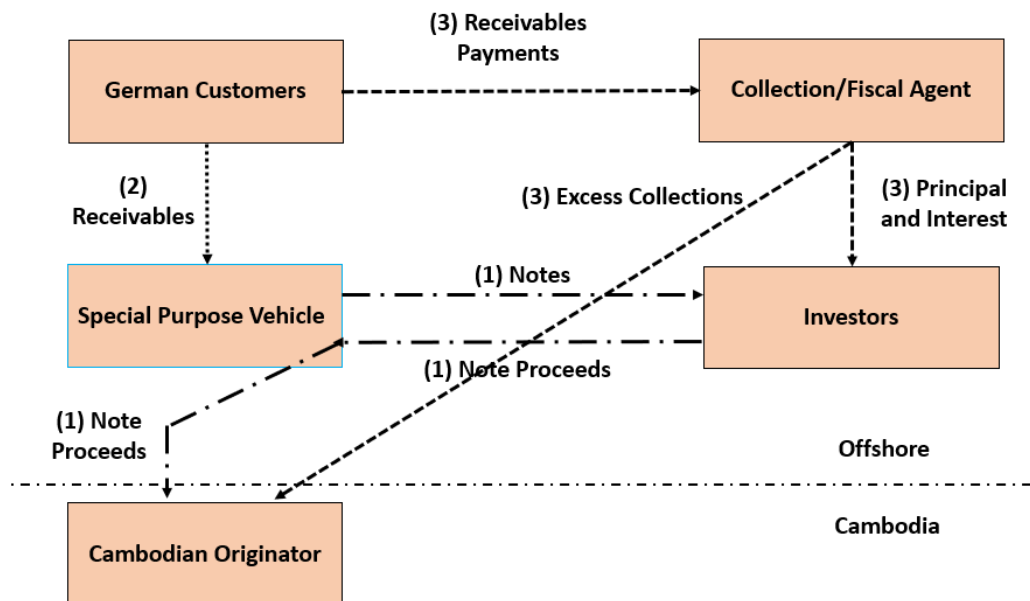 (3) Receivables
Payments
German Customers
Collection/Fiscal Agent
(2)
Receivables
(3) Excess Collections
(3) Principal
and Interest
(1) Notes
Special Purpose Vehicle
Investors
(1) Note Proceeds
(1) Note
Proceeds
Offshore
Cambodia
Cambodian Originator